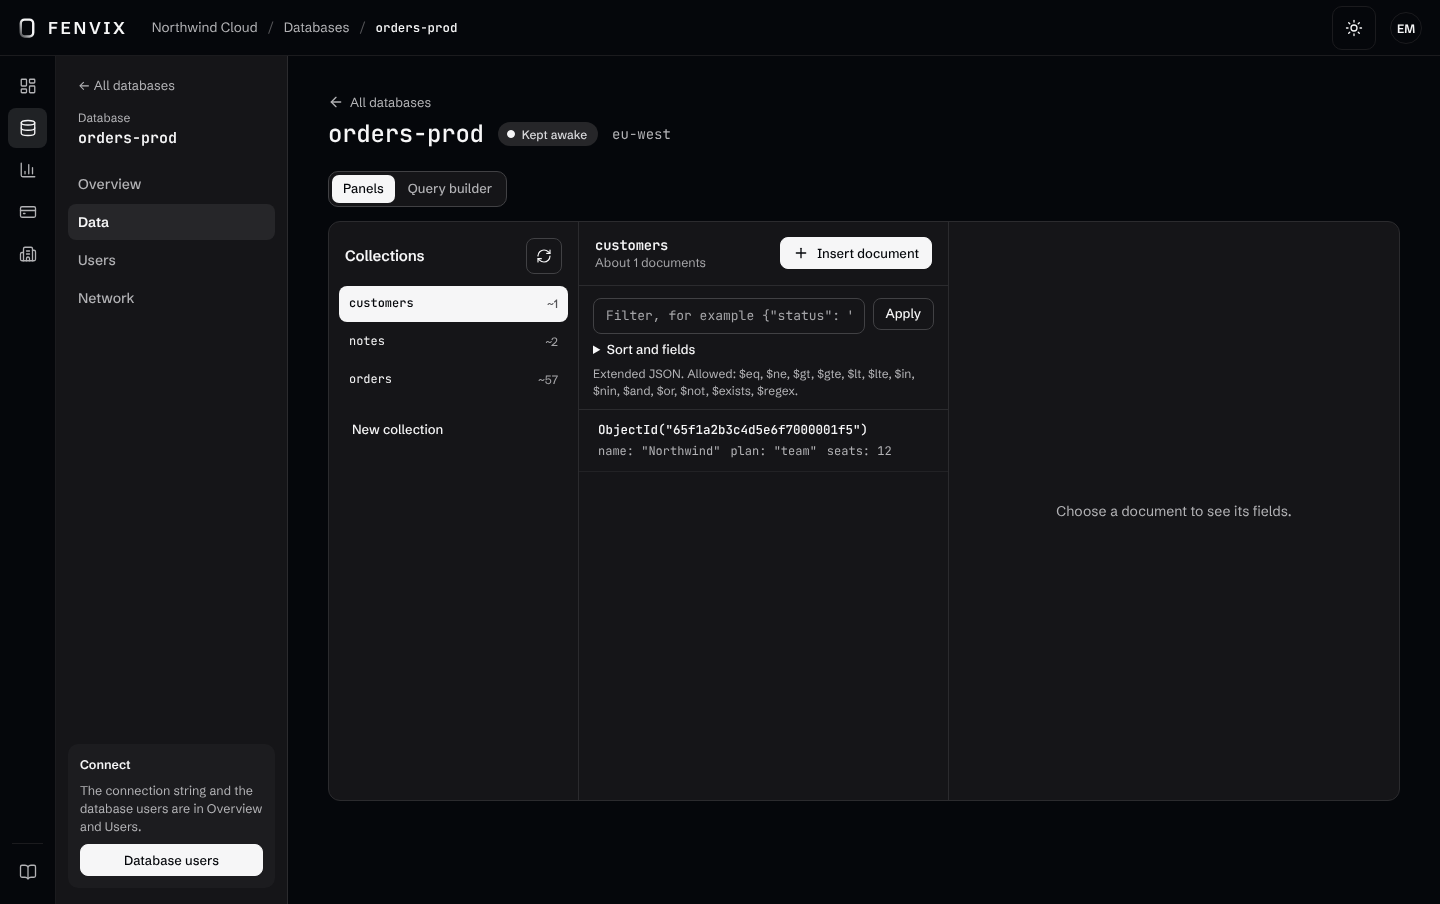 FENVIX
Northwind Cloud / Databases / orders-prod
EM
← All databases
Database
orders-prod
Overview
Data
Users
Network
Connect
The connection string and the
database users are in Overview
and Users.
Database users
← All databases
orders-prod
Kept awake
eu-west
Panels
Query builder
Collections
customers ~1
notes ~2
orders ~57
New collection
customers
About 1 documents
+ Insert document
Filter, for example {"status": '
Apply
Sort and fields
Extended JSON. Allowed: $eq, $ne, $gt, $gte, $lt, $lte, $in,
$nin, $and, $or, $not, $exists, $regex.
ObjectId("65f1a2b3c4d5e6f7000001f5")
name: "Northwind" plan: "team" seats: 12
Choose a document to see its fields.